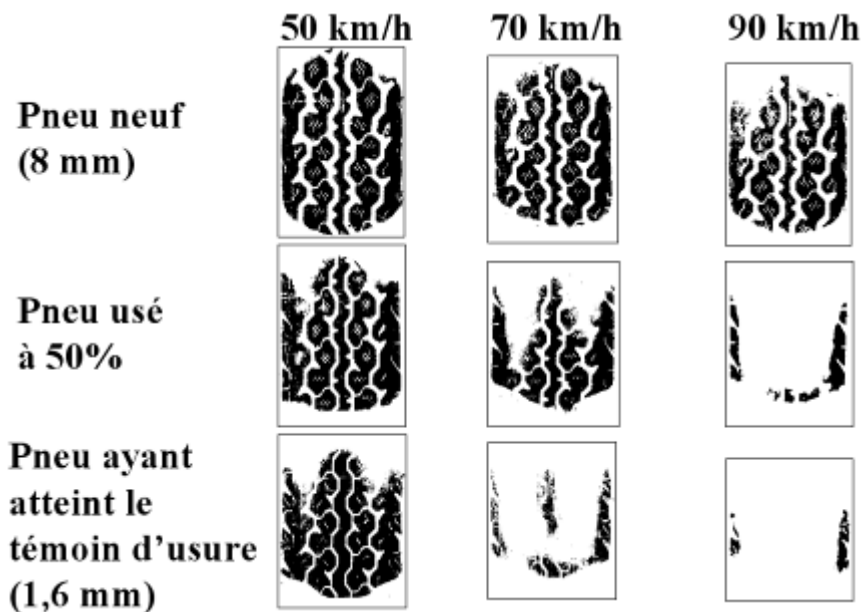 50 km/h 70 km/h 90 km/h
Pneu neuf
(8 mm)
Pneu usé
à 50%
Pneu ayant
atteint le
témoin d'usure
(1,6 mm)